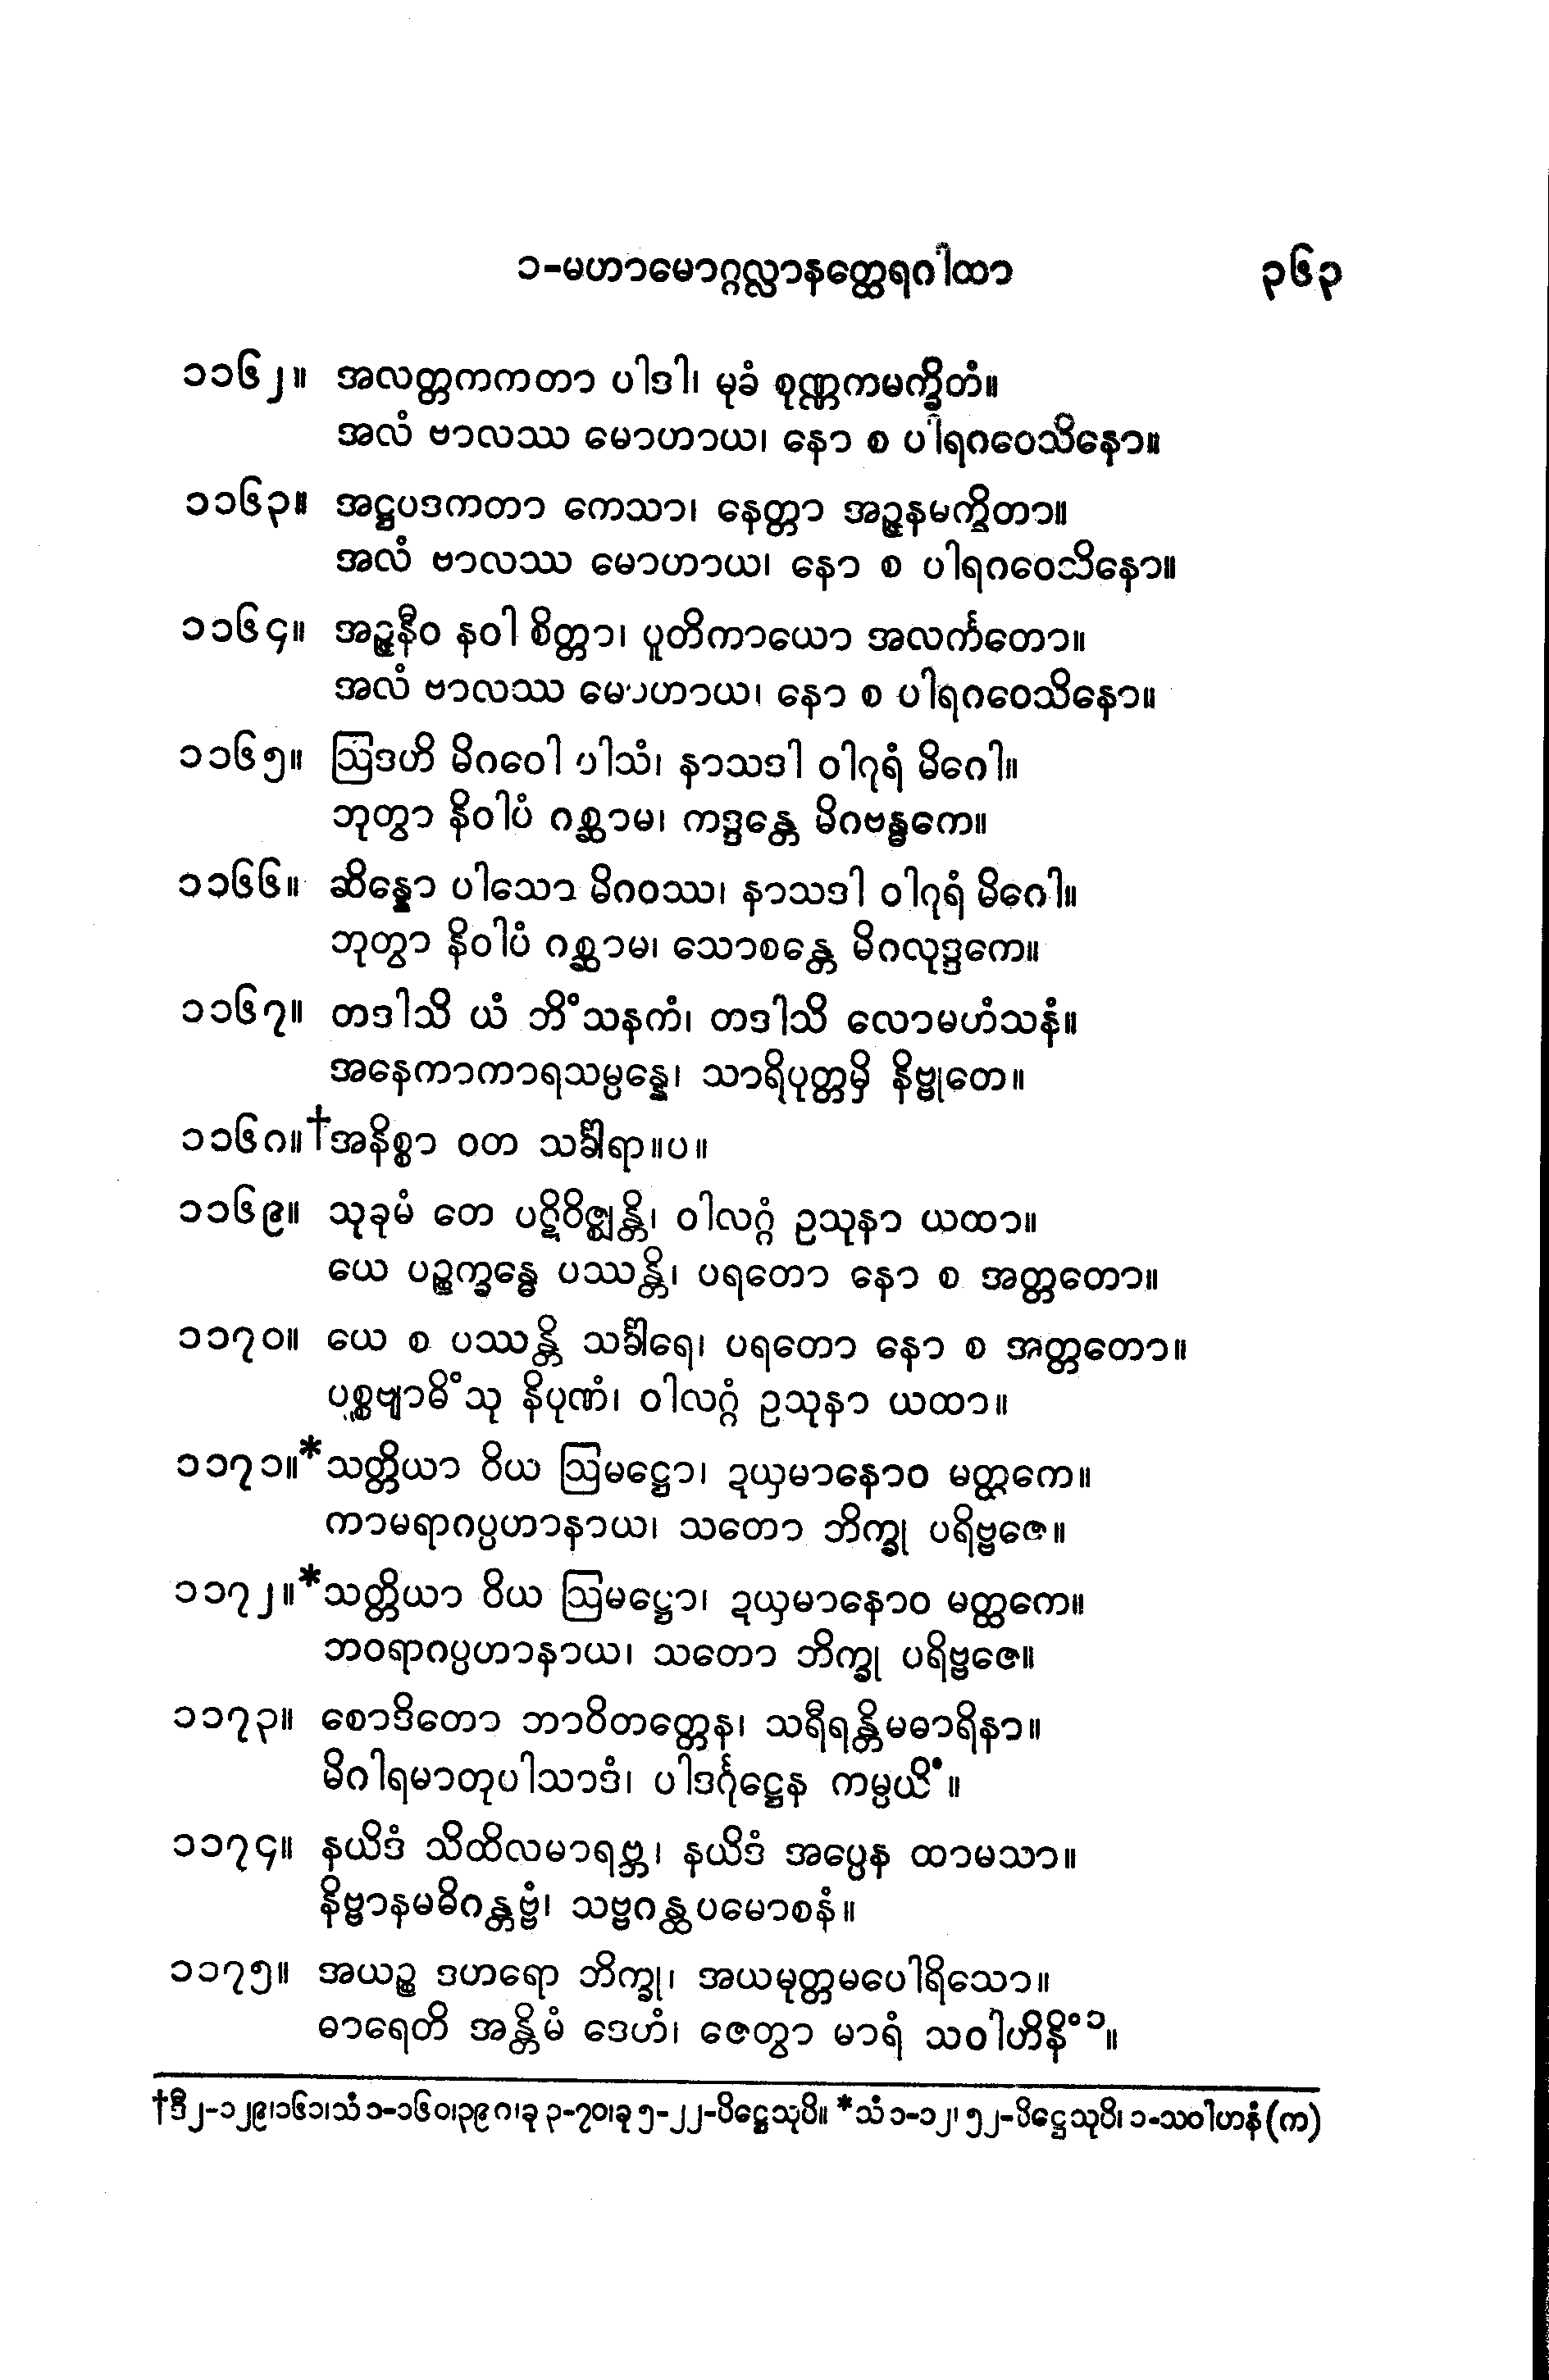 ၁-မဟာမောဂ္ဂလ္လာနတ္ထေရဂါထာ ၃၆၃
၁၁၆၂။ အလတ္တကကတာ ပါဒါ၊ မုခံ စုဏ္ဏကမက္ခိတံ။
အလံ ဗာလဿ မောဟာယ၊ နော စ ပါရဂဝေသိနော။
၁၁၆၃။ အဋ္ဌပဒကတာ ကေသာ၊ နေတ္တာ အဉ္ဇနမက္ခိတာ။
အလံ ဗာလဿ မောဟာယ၊ နော စ ပါရဂဝေသိနော။
၁၁၆၄။ အဉ္ဇနီဝ နဝါ စိတ္တာ၊ ပူတိကာယော အလင်္ကတော။
အလံ ဗာလဿ မောဟာယ၊ နော စ ပါရဂဝေသိနော။
၁၁၆၅။ ဩဒဟိ မိဂဝေါ ပါသံ၊ နာသဒါ ဝါဂုရံ မိဂေါ။
ဘုတွာ နိဝါပံ ဂစ္ဆာမ၊ ကဒ္ဒန္တေ မိဂဗန္ဓကေ။
၁၁၆၆။ ဆိန္နော ပါသော မိဂဝဿ၊ နာသဒါ ဝါဂုရံ မိဂေါ။
ဘုတွာ နိဝါပံ ဂစ္ဆာမ၊ သောစန္တေ မိဂလုဒ္ဒကေ။
၁၁၆၇။ တဒါသိ ယံ ဘိံသနကံ၊ တဒါသိ လောမဟံသနံ။
အနေကာကာရသမ္ပန္နေ၊ သာရိပုတ္တမှိ နိဗ္ဗုတေ။
၁၁၆၈။†အနိစ္စာ ဝတ သင်္ခါရာ။ပ။
၁၁၆၉။ သုခုမံ တေ ပဋိဝိဇ္ဈန္တိ၊ ဝါလဂ္ဂံ ဥသုနာ ယထာ။
ယေ ပဉ္စက္ခန္ဓေ ပဿန္တိ၊ ပရတော နော စ အတ္တတော။
၁၁၇၀။ ယေ စ ပဿန္တိ သင်္ခါရေ၊ ပရတော နော စ အတ္တတော။
ပစ္စဗျာဓိံသု နိပုဏံ၊ ဝါလဂ္ဂံ ဥသုနာ ယထာ။
၁၁၇၁။*သတ္တိယာ ဝိယ ဩမဋ္ဌော၊ ဍယှမာနောဝ မတ္ထကေ။
ကာမရာဂပ္ပဟာနာယ၊ သတော ဘိက္ခု ပရိဗ္ဗဇေ။
၁၁၇၂။*သတ္တိယာ ဝိယ ဩမဋ္ဌော၊ ဍယှမာနောဝ မတ္ထကေ။
ဘဝရာဂပ္ပဟာနာယ၊ သတော ဘိက္ခု ပရိဗ္ဗဇေ။
၁၁၇၃။ စောဒိတော ဘာဝိတတ္တေန၊ သရီရန္တိမဓာရိနာ။
မိဂါရမာတုပါသာဒံ၊ ပါဒင်္ဂုဋ္ဌေန ကမ္ပယိံ။
၁၁၇၄။ နယိဒံ သိထိလမာရဗ္ဘ၊ နယိဒံ အပ္ပေန ထာမသာ။
နိဗ္ဗာနမဓိဂန္တဗ္ဗံ၊ သဗ္ဗဂန္ထပမောစနံ။
၁၁၇၅။ အယဉ္စ ဒဟရော ဘိက္ခု၊ အယမုတ္တမပေါရိသော။
ဓာရေတိ အန္တိမံ ဒေဟံ၊ ဇေတွာ မာရံ သဝါဟိနိံ၁။
†ဒီ၂-၁၂၉၊၁၆၁၊သံ၁-၁၆၀၊၃၉၈၊ခု၃-၇၀၊ခု၅-၂၂-ပိဋ္ဌေသုပိ။ *သံ၁-၁၂၊၅၂-ပိဋ္ဌေသုပိ၊ ၁-သဝါဟနံ(က)